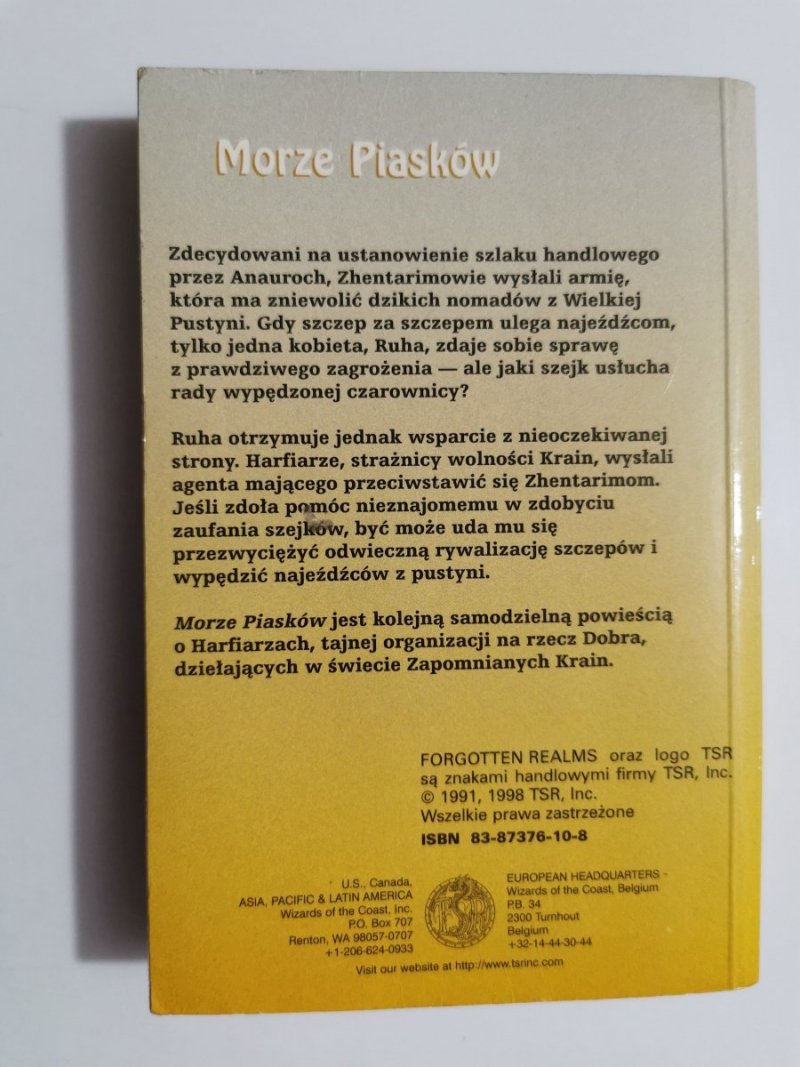 Morze Piasków
Zdecydowani na ustanowienie szlaku handlowego
przez Anauroch, Zhentarimowie wysłali armię,
która ma zniewolić dzikich nomadów z Wielkiej
Pustyni. Gdy szczep za szczepem ulega najeźdźcom,
tylko jedna kobieta, Ruha, zdaje sobie sprawę
z prawdziwego zagrożenia — ale jaki szejk usłucha
rady wypędzonej czarownicy?
Ruha otrzymuje jednak wsparcie z nieoczekiwanej
strony. Harfiarze, strażnicy wolności Krain, wysłali
agenta mającego przeciwstawić się Zhentarimom.
Jeśli zdoła pomóc nieznajomemu w zdobyciu
zaufania szejków, być może uda mu się
przezwyciężyć odwieczną rywalizację szczepów i
wypędzić najeźdźców z pustyni.
Morze Piasków jest kolejną samodzielną powieścią
o Harfiarzach, tajnej organizacji na rzecz Dobra,
dziełających w świecie Zapomnianych Krain.
FORGOTTEN REALMS oraz logo TSR
są znakami handlowymi firmy TSR, Inc.
© 1991, 1998 TSR, Inc.
Wszelkie prawa zastrzeżone
ISBN 83-87376-10-8
U.S., Canada,
ASIA, PACIFIC & LATIN AMERICA
Wizards of the Coast, Inc.
P.O. Box 707
Renton, WA 98057-0707
+1-206-624-0933
TSR
EUROPEAN HEADQUARTERS
Wizards of the Coast, Belgium
P.B. 34
2300 Turnhout
Belgium
+32-14-44-30-44
Visit our website at http://www.tsrinc.com